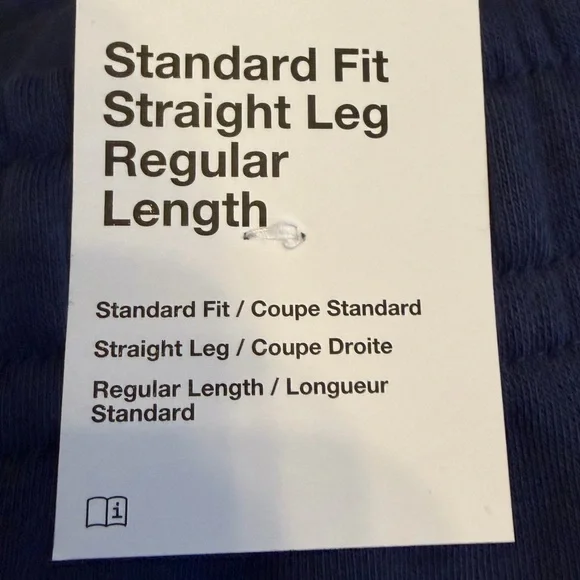 Standard Fit
Straight Leg
Regular
Length
Standard Fit / Coupe Standard
Straight Leg / Coupe Droite
Regular Length / Longueur
Standard
i